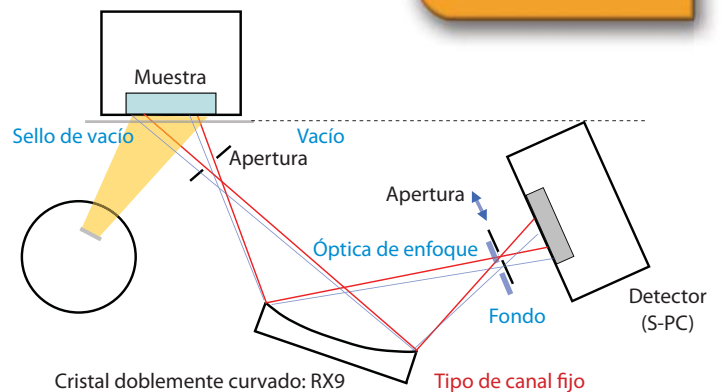 Muestra
Sello de vacío
Vacío
Apertura
Apertura
Óptica de enfoque
Fondo
Detector
(S-PC)
Cristal doblemente curvado: RX9
Tipo de canal fijo